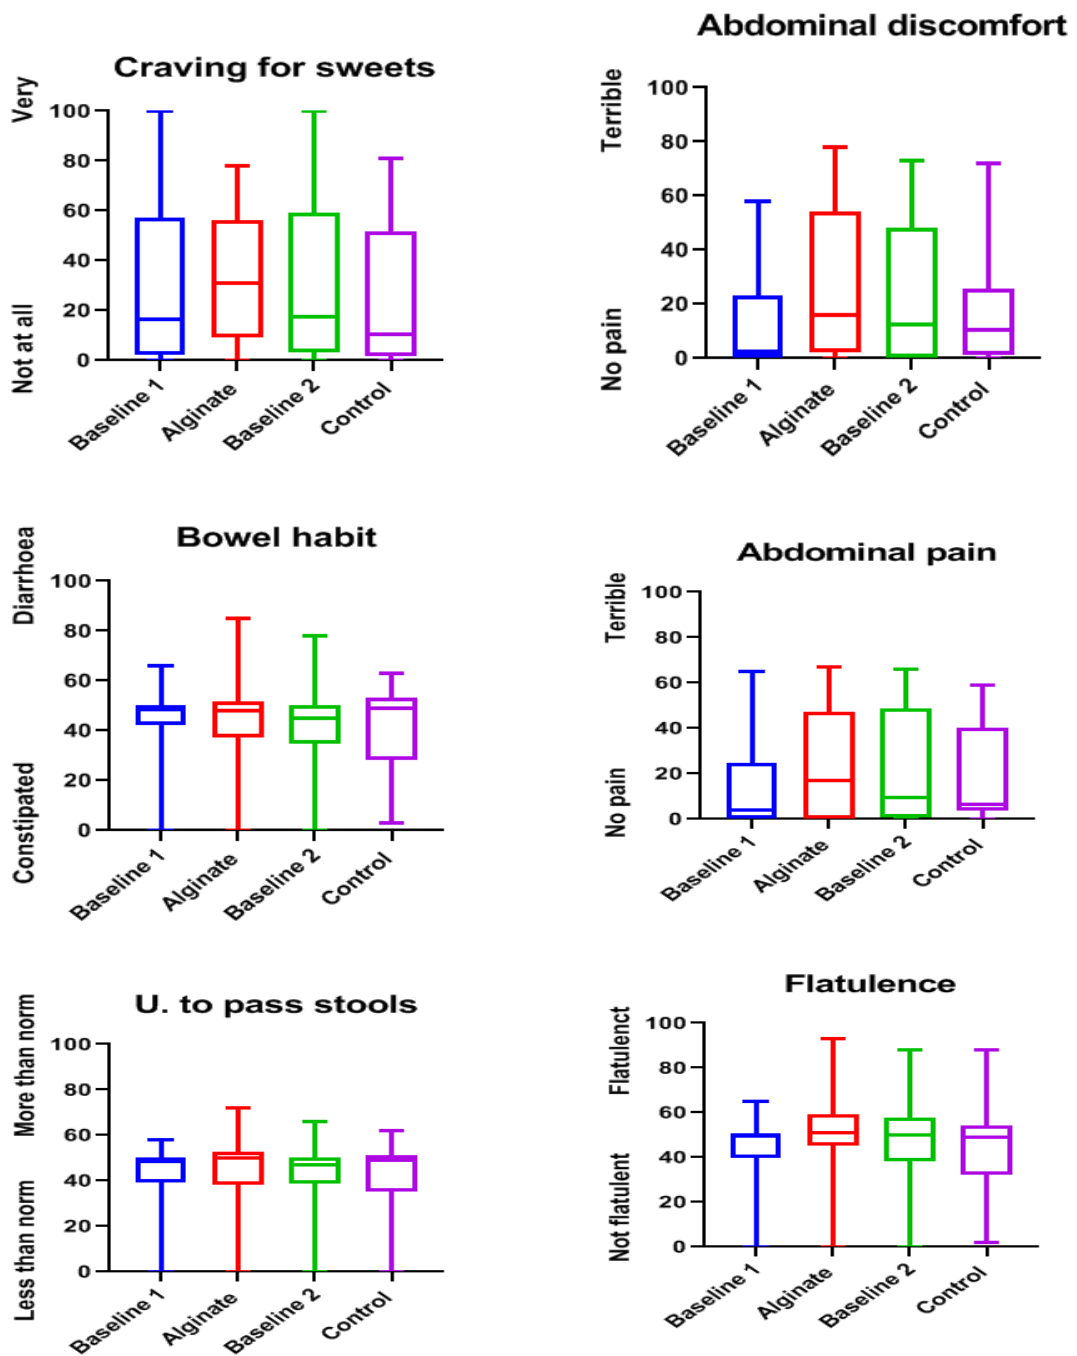 Craving for sweets
Very
Not at all
100
80
60
40
20
0
Baseline 1
Alginate
Baseline 2
Control
Abdominal discomfort
Terrible
No pain
100
80
60
40
20
0
Baseline 1
Alginate
Baseline 2
Control
Bowel habit
Diarrhoea
Constipated
100
80
60
40
20
0
Baseline 1
Alginate
Baseline 2
Control
Abdominal pain
Terrible
No pain
100
80
60
40
20
0
Baseline 1
Alginate
Baseline 2
Control
U. to pass stools
More than norm
Less than norm
100
80
60
40
20
0
Baseline 1
Alginate
Baseline 2
Control
Flatulence
Flatulenct
Not flatulent
100
80
60
40
20
0
Baseline 1
Alginate
Baseline 2
Control